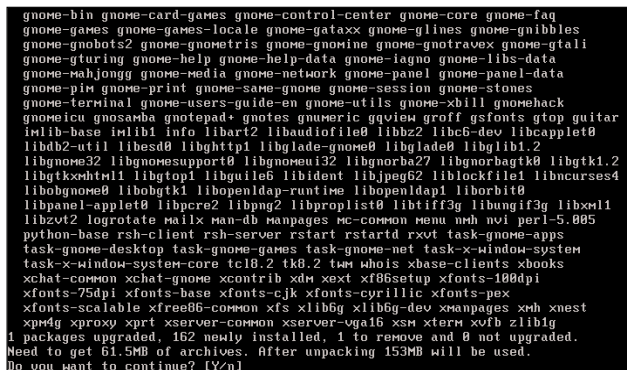 gnome-bin gnome-card-games gnome-control-center gnome-core gnome-faq
gnome-games gnome-games-locale gnome-gataxx gnome-glines gnome-gnibbles
gnome-gnobots2 gnome-gnometris gnome-gnomine gnome-gnotravex gnome-gtali
gnome-gturing gnome-help gnome-help-data gnome-iagno gnome-libs-data
gnome-mahjongg gnome-media gnome-network gnome-panel gnome-panel-data
gnome-pim gnome-print gnome-same-gnome gnome-session gnome-stones
gnome-terminal gnome-users-guide-en gnome-utils gnome-xbill gnomehack
gnomeicu gnosamba gnotepad+ gnotes gnumeric gqview groff gsfonts gtop guitar
imlib-base imlib1 info libart2 libaudiofile0 libbz2 libc6-dev libcapplet0
libdb2-util libesd0 libghttp1 libglade-gnome0 libglade0 libglib1.2
libgnome32 libgnomesupport0 libgnomeui32 libgnorba27 libgnorbagtk0 libgtk1.2
libgtkxmhtml1 libgtop1 libguile6 libident libjpeg62 liblockfile1 libncurses4
libobgnome0 libobgtk1 libopenldap-runtime libopenldap1 liborbit0
libpanel-applet0 libpcre2 libpng2 libproplist0 libtiff3g libungif3g libxml1
libzvt2 logrotate mailx man-db manpages mc-common menu nmh nvi perl-5.005
python-base rsh-client rsh-server rstart rstartd rxvt task-gnome-apps
task-gnome-desktop task-gnome-games task-gnome-net task-x-window-system
task-x-window-system-core tcl8.2 tk8.2 twm whois xbase-clients xbooks
xchat-common xchat-gnome xcontrib xdm xext xf86setup xfonts-100dpi
xfonts-75dpi xfonts-base xfonts-cjk xfonts-cyrillic xfonts-pex
xfonts-scalable xfree86-common xfs xlib6g xlib6g-dev xmanpages xmh xnest
xpm4g xproxy xprt xserver-common xserver-vga16 xsm xterm xvfb zlib1g
1 packages upgraded, 162 newly installed, 1 to remove and 0 not upgraded.
Need to get 61.5MB of archives. After unpacking 153MB will be used.
Do you want to continue? [Y/n]